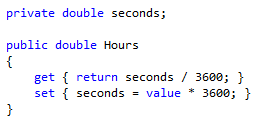 private double seconds;

public double Hours
{
    get { return seconds / 3600; }
    set { seconds = value * 3600; }
}